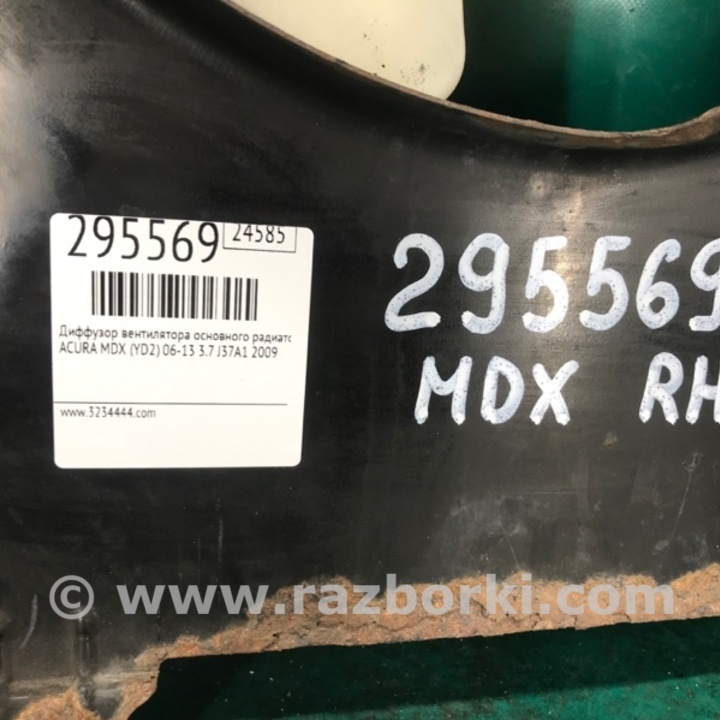 295569 24585
Диффузор вентилятора основного радиато
ACURA MDX (YD2) 06-13 3.7 J37A1 2009
www.3234444.com
295569
MDX RH
© www.razborki.com